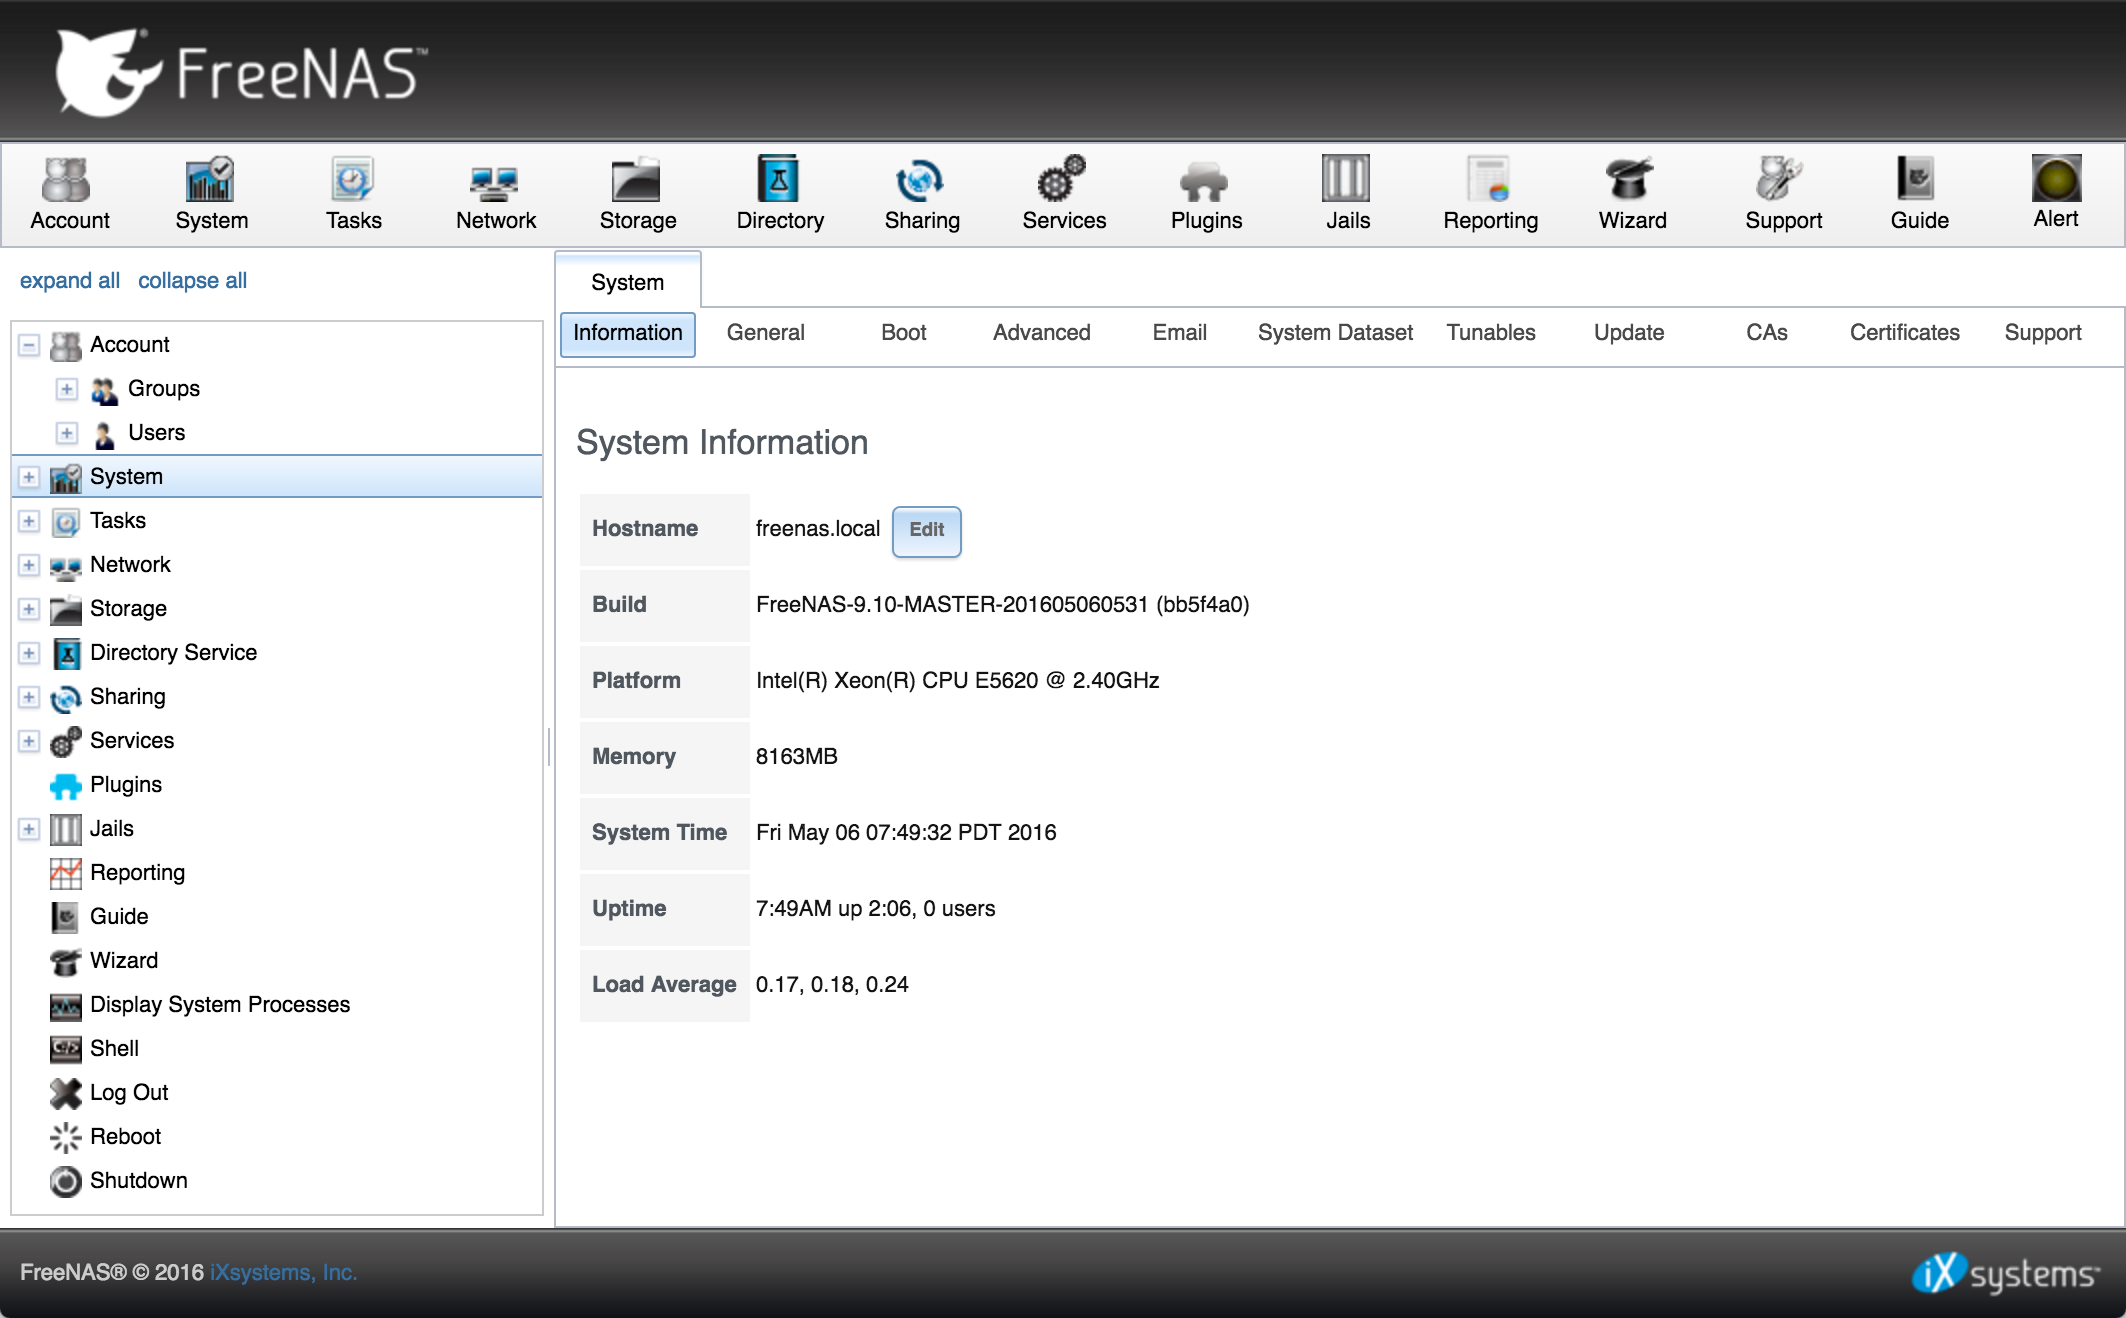 FreeNAS™
Account System Tasks Network Storage Directory Sharing Services Plugins Jails Reporting Wizard Support Guide Alert
expand all collapse all
Account
Groups
Users
System
Tasks
Network
Storage
Directory Service
Sharing
Services
Plugins
Jails
Reporting
Guide
Wizard
Display System Processes
Shell
Log Out
Reboot
Shutdown
System
Information General Boot Advanced Email System Dataset Tunables Update CAs Certificates Support
System Information
Hostname freenas.local Edit
Build FreeNAS-9.10-MASTER-201605060531 (bb5f4a0)
Platform Intel(R) Xeon(R) CPU E5620 @ 2.40GHz
Memory 8163MB
System Time Fri May 06 07:49:32 PDT 2016
Uptime 7:49AM up 2:06, 0 users
Load Average 0.17, 0.18, 0.24
FreeNAS® © 2016 iXsystems, Inc.
iXsystems